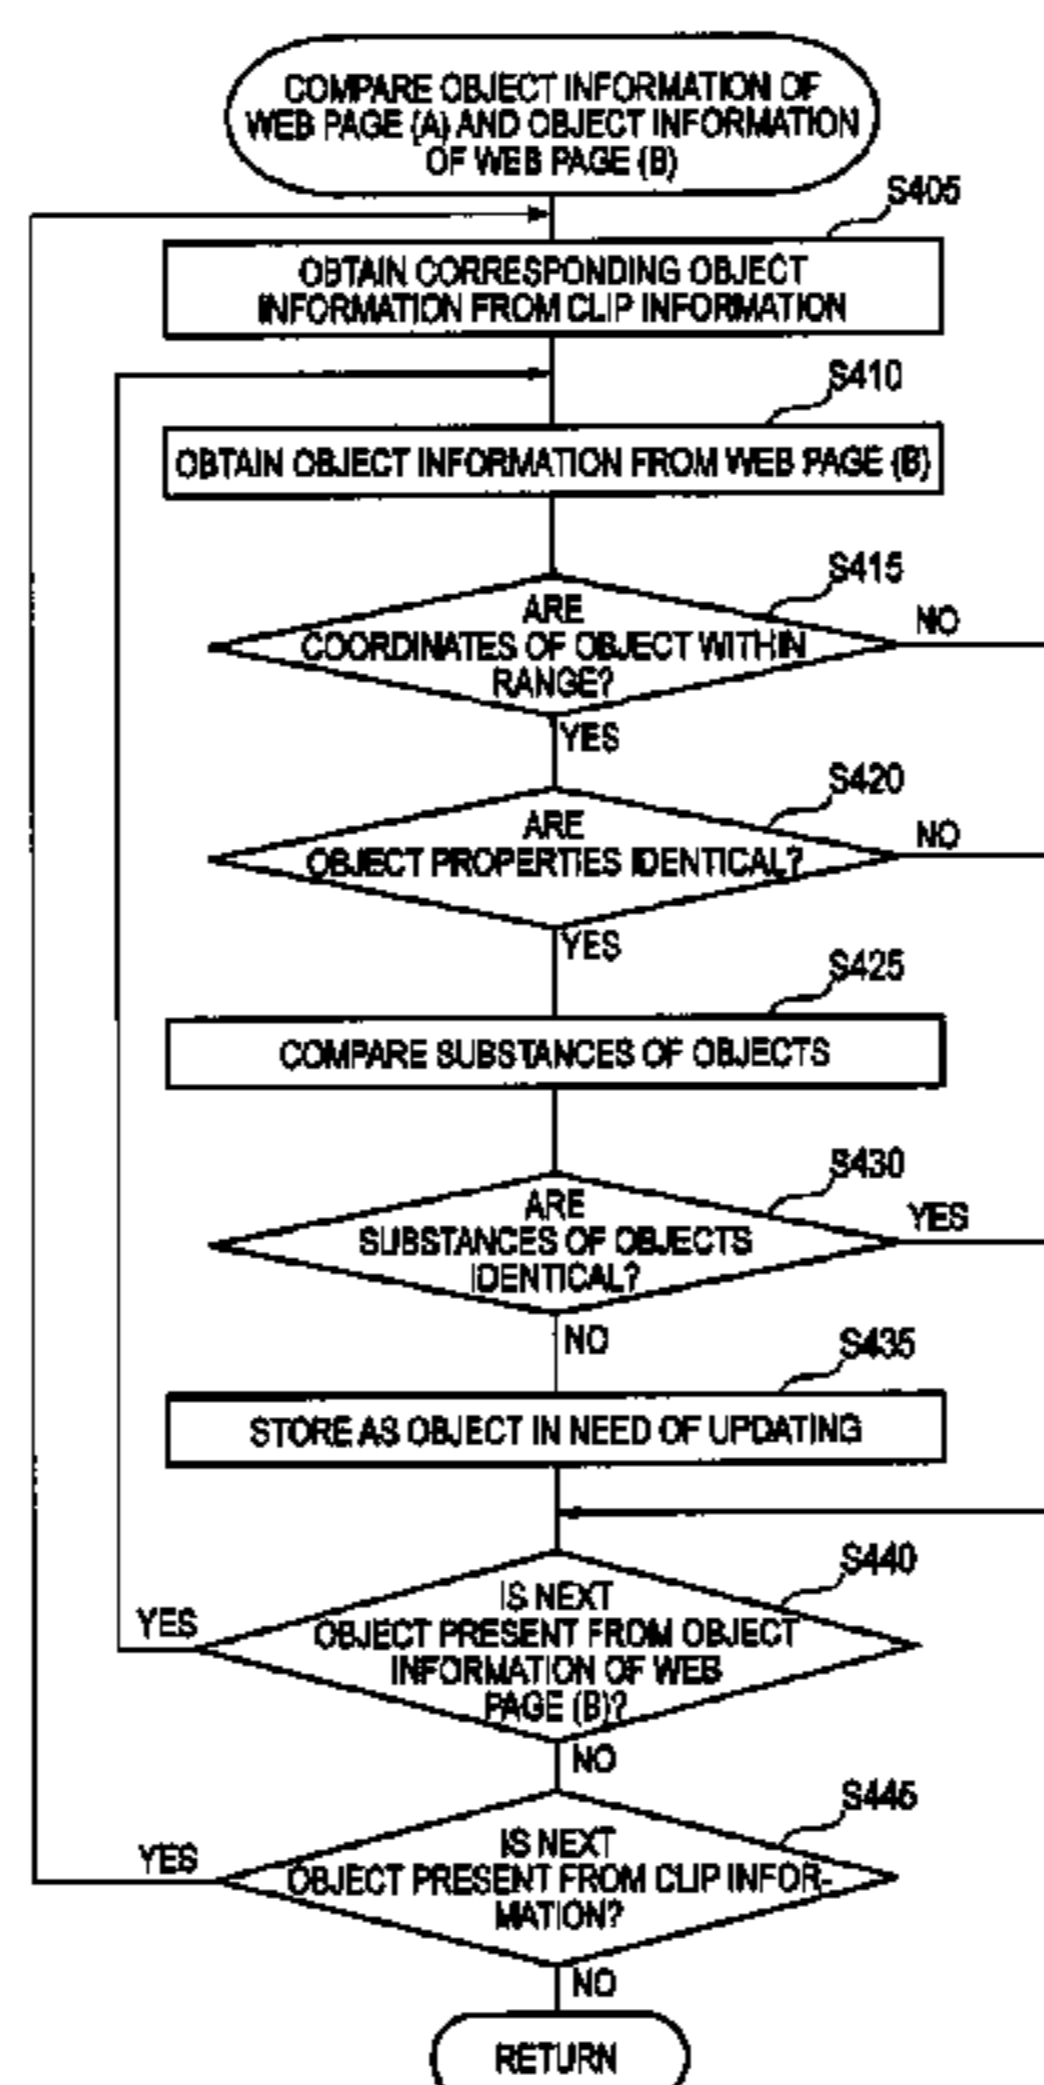 COMPARE OBJECT INFORMATION OF
WEB PAGE (A) AND OBJECT INFORMATION
OF WEB PAGE (B)
S405
OBTAIN CORRESPONDING OBJECT
INFORMATION FROM CLIP INFORMATION
S410
OBTAIN OBJECT INFORMATION FROM WEB PAGE (B)
S415
ARE
COORDINATES OF OBJECT WITHIN
RANGE?
NO
YES
S420
ARE
OBJECT PROPERTIES IDENTICAL?
NO
YES
S425
COMPARE SUBSTANCES OF OBJECTS
S430
ARE
SUBSTANCES OF OBJECTS
IDENTICAL?
YES
NO
S435
STORE AS OBJECT IN NEED OF UPDATING
S440
IS NEXT
OBJECT PRESENT FROM OBJECT
INFORMATION OF WEB
PAGE (B)?
YES
NO
S445
IS NEXT
OBJECT PRESENT FROM CLIP INFOR-
MATION?
YES
NO
RETURN